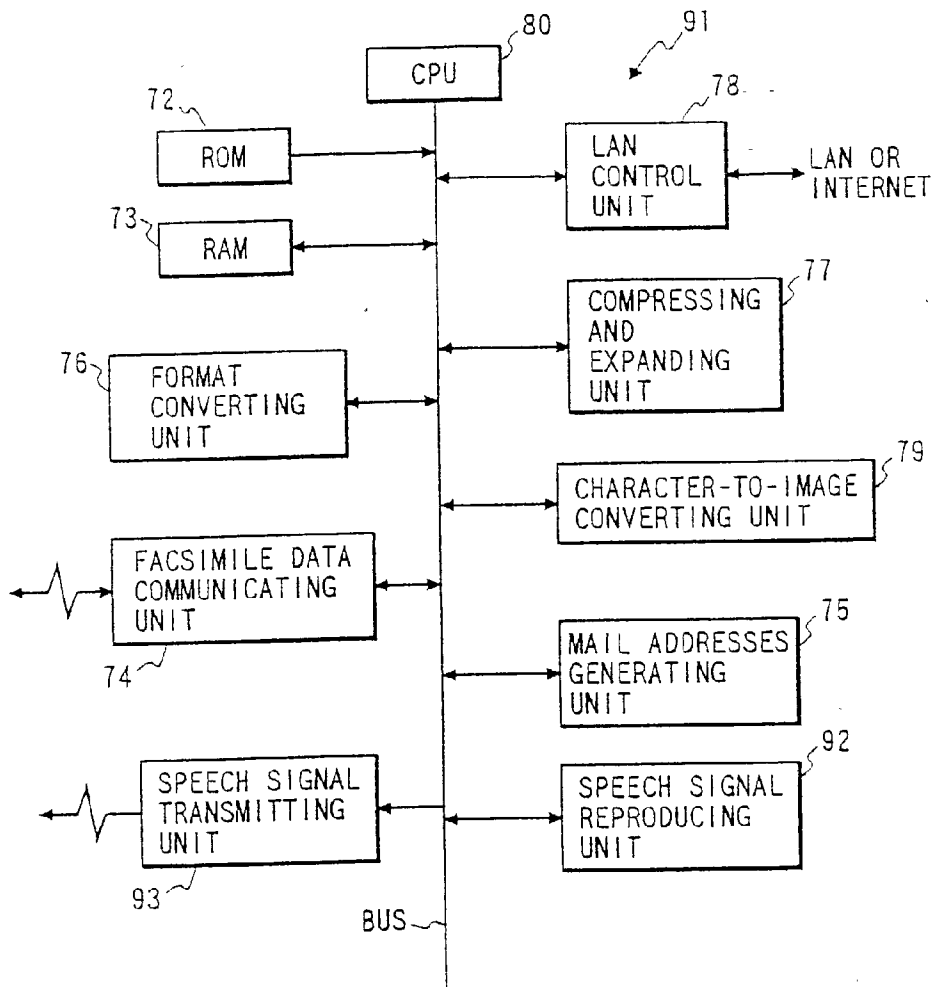 80
91
CPU
72
78
ROM
LAN
CONTROL
UNIT
LAN OR
INTERNET
73
RAM
77
COMPRESSING
AND
EXPANDING
UNIT
76
FORMAT
CONVERTING
UNIT
79
CHARACTER-TO-IMAGE
CONVERTING UNIT
FACSIMILE DATA
COMMUNICATING
UNIT
74
75
MAIL ADDRESSES
GENERATING
UNIT
92
SPEECH SIGNAL
TRANSMITTING
UNIT
93
SPEECH SIGNAL
REPRODUCING
UNIT
BUS